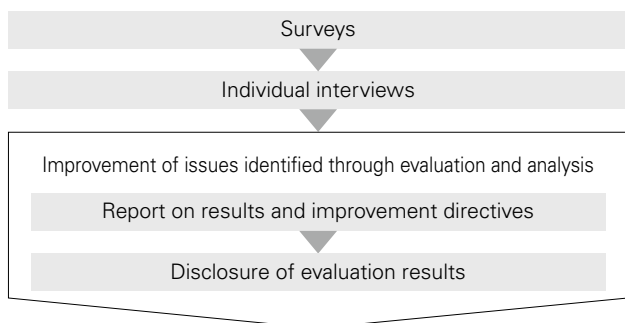 Surveys
Individual interviews
Improvement of issues identified through evaluation and analysis
Report on results and improvement directives
Disclosure of evaluation results